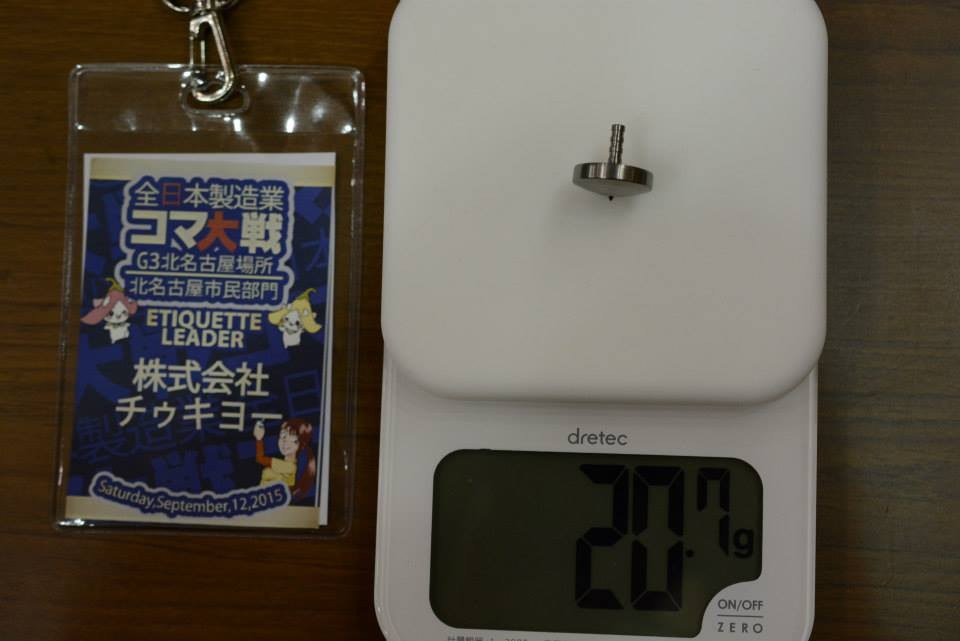 全日本製造業
コマ大戦
G3北名古屋場所
北名古屋市民部門
ETIQUETTE
LEADER
株式会社
チゥキヨー
Saturday,September,12,2015
dretec
20.7g
ON/OFF
ZERO